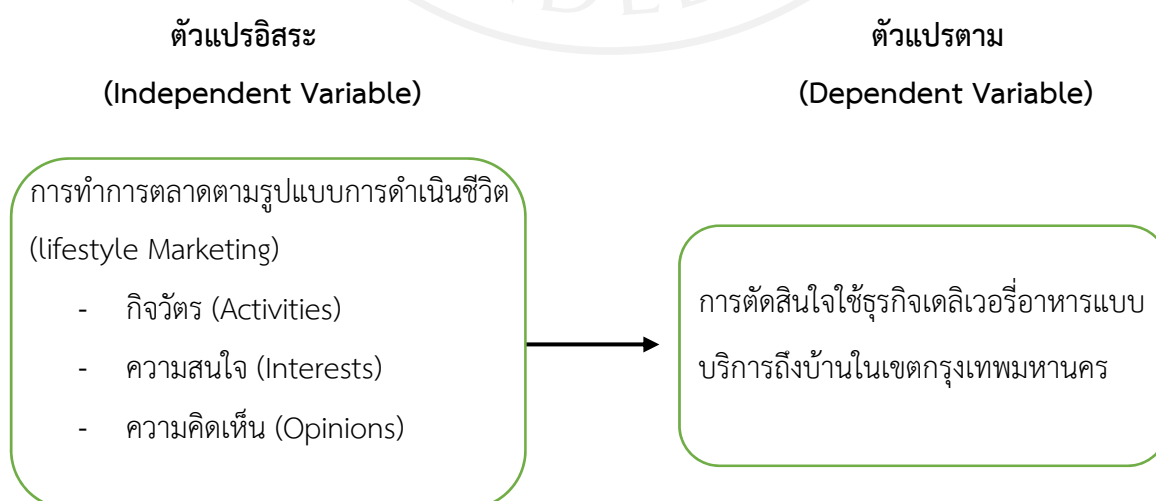 ตัวแปรอิสระ
(Independent Variable)
ตัวแปรตาม
(Dependent Variable)
การทำการตลาดตามรูปแบบการดำเนินชีวิต
(lifestyle Marketing)
- กิจวัตร (Activities)
- ความสนใจ (Interests)
- ความคิดเห็น (Opinions)
การตัดสินใจใช้ธุรกิจเดลิเวอรี่อาหารแบบ
บริการถึงบ้านในเขตกรุงเทพมหานคร